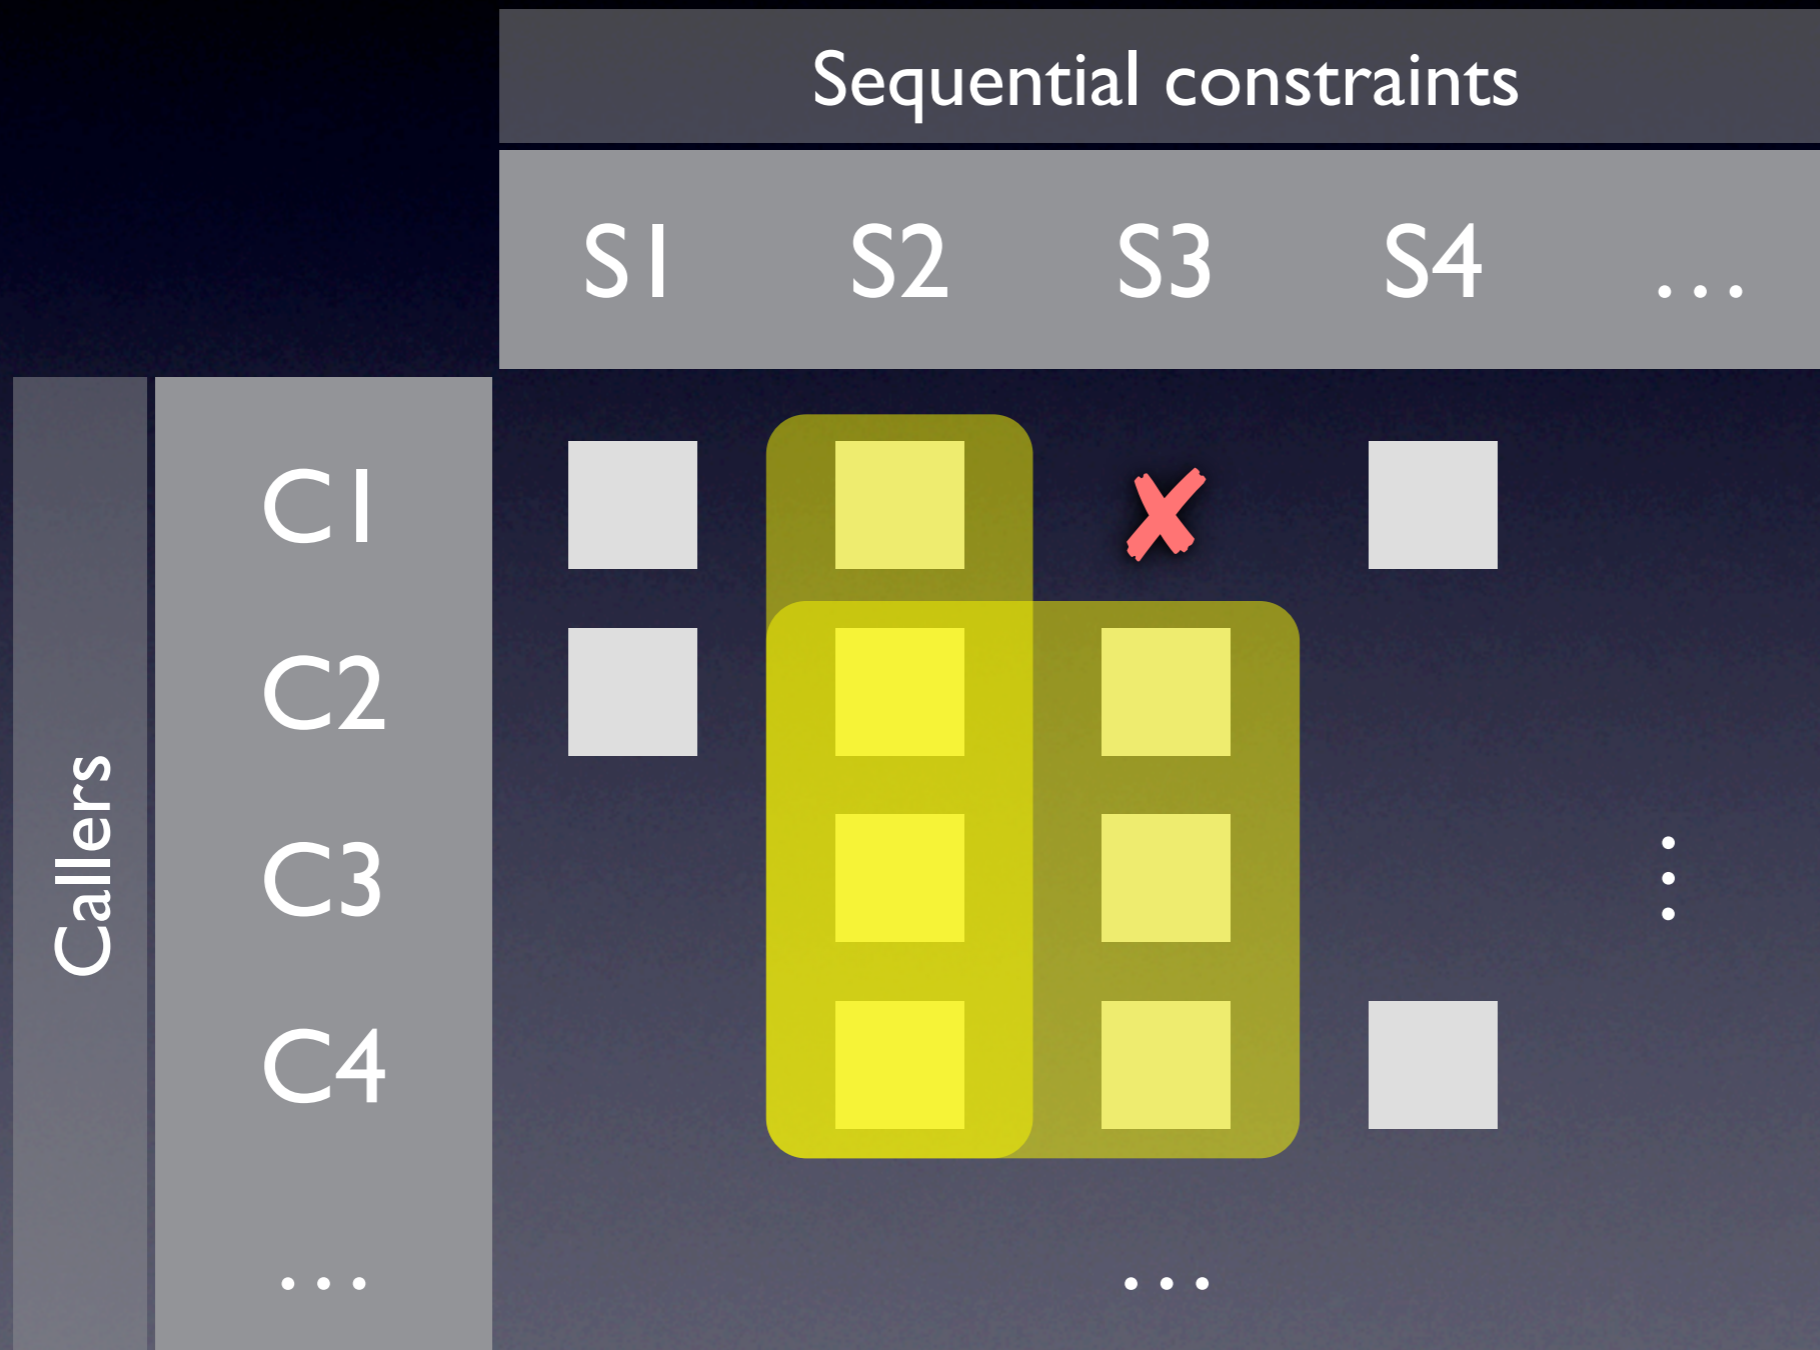 Sequential constraints
S1 S2 S3 S4 ...
Callers
C1
C2
C3
C4
... ...